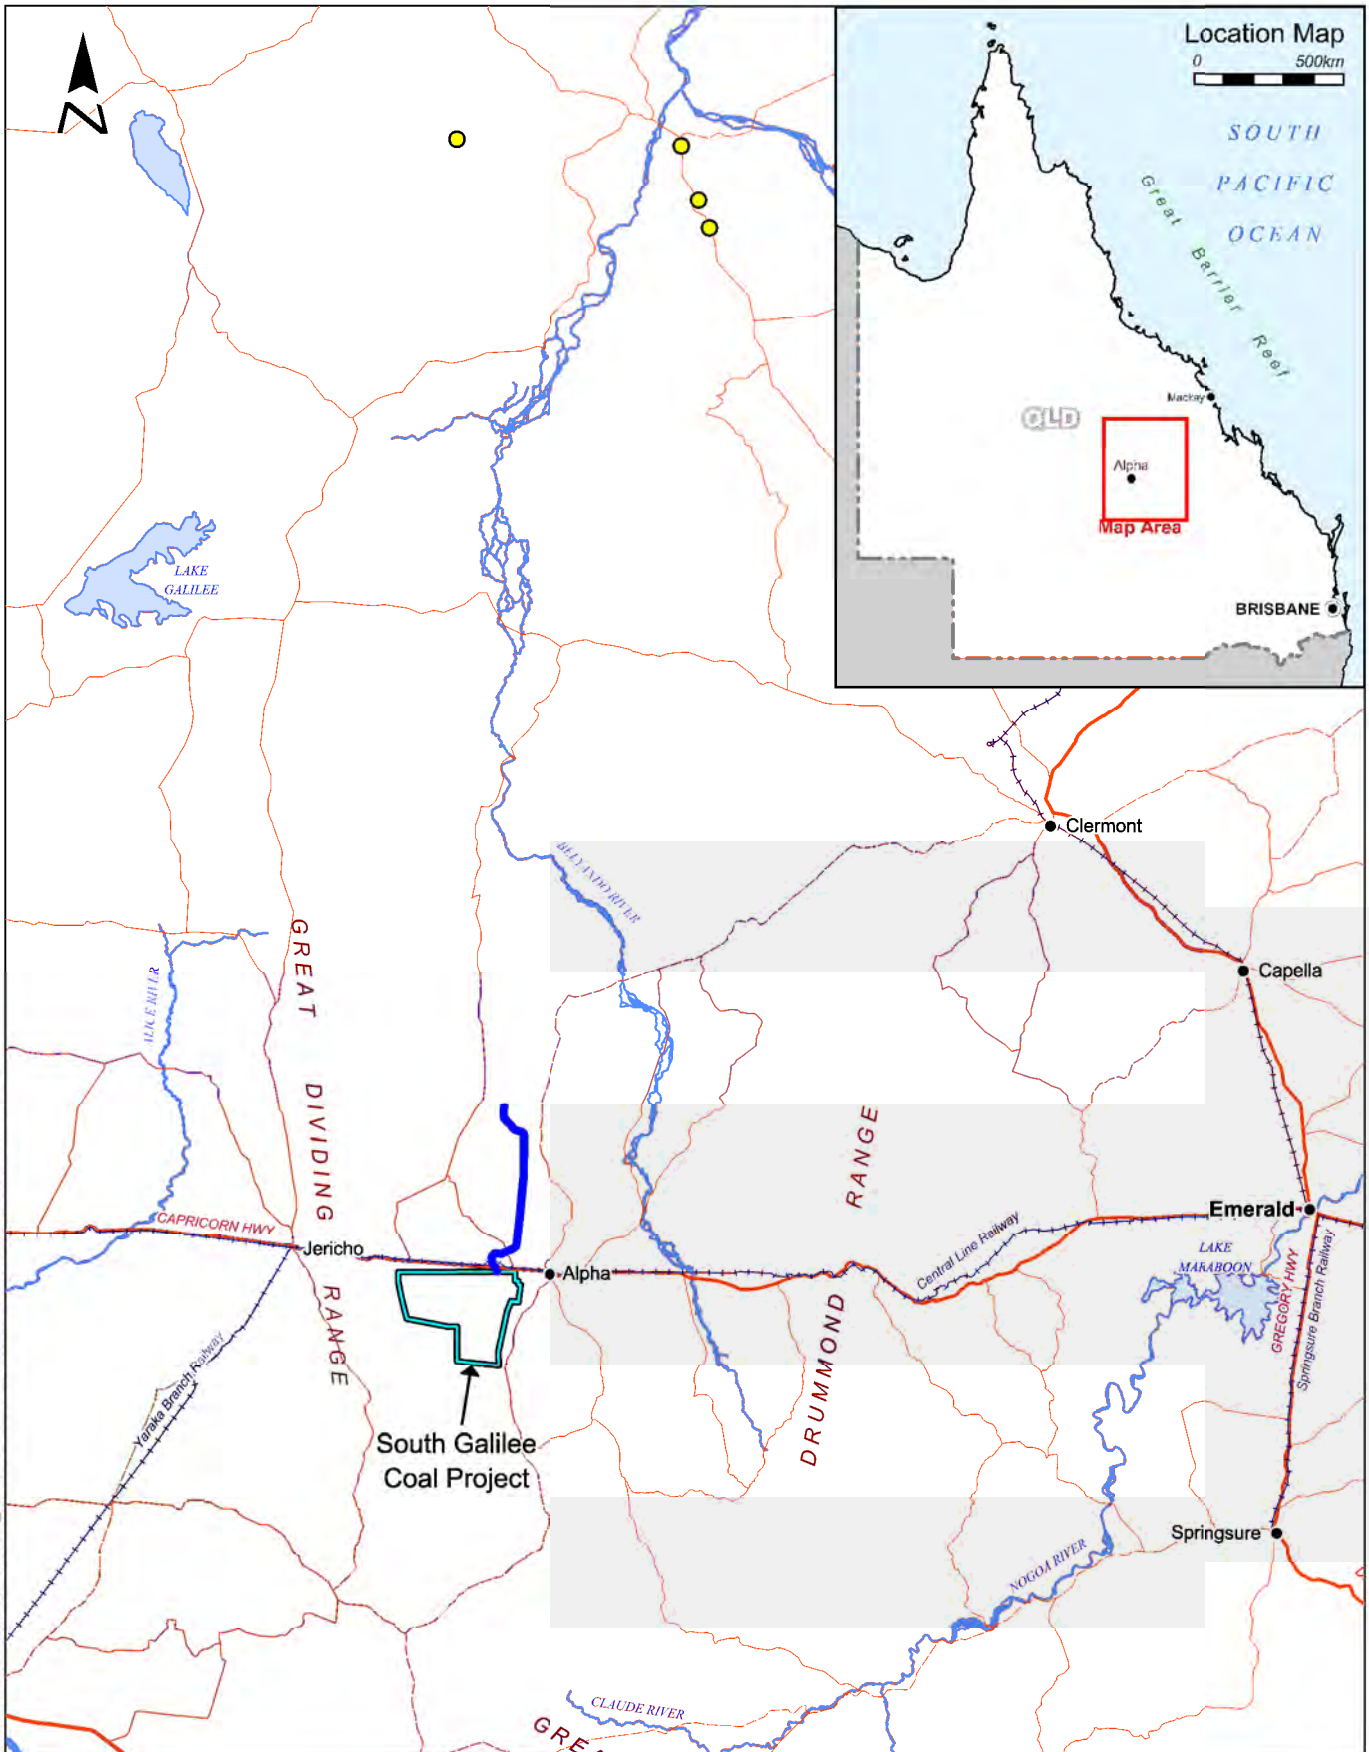 Location Map
0 500km
SOUTH
PACIFIC
OCEAN
Great Barrier Reef
Mackay
QLD
Alpha
Map Area
BRISBANE
N
LAKE
GALILEE
Clermont
BELYANDO RIVER
Capella
GREAT DIVIDING RANGE
ALICE RIVER
CAPRICORN HWY
Jericho
Alpha
DRUMMOND RANGE
Central Line Railway
Emerald
LAKE
MARABOON
GREGORY HWY
Springsure Branch Railway
Yaraka Branch Railway
South Galilee
Coal Project
Springsure
NOGOA RIVER
CLAUDE RIVER